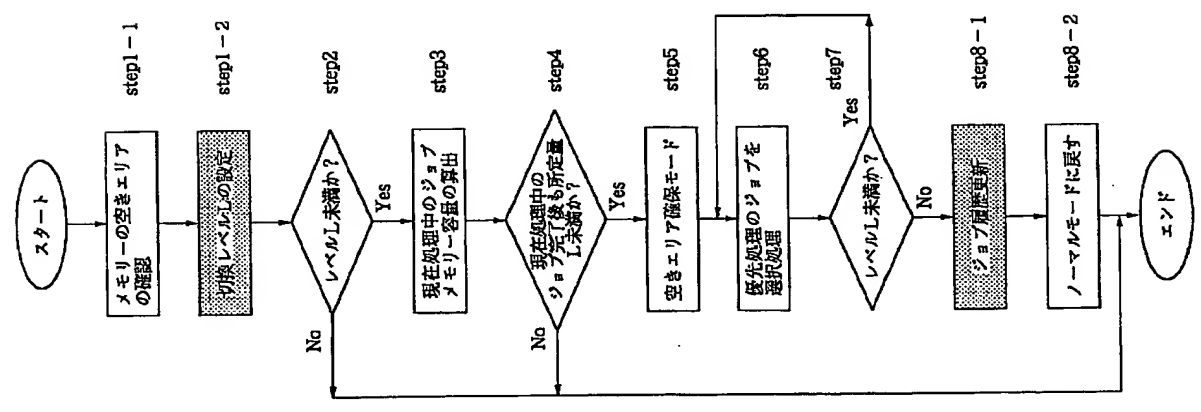 スタート
メモリーの空きエリア
の確認
step1-1
切換レベルLの設定
step1-2
レベルL未満か?
step2
No
Yes
現在処理中のジョブ
メモリー容量の算出
step3
現在処理中の
ジョブ完了後も所定量
L未満か?
step4
No
Yes
空きエリア確保モード
step5
優先処理のジョブを
選択処理
step6
レベルL未満か?
step7
Yes
No
ジョブ履歴更新
step8-1
ノーマルモードに戻す
step8-2
エンド